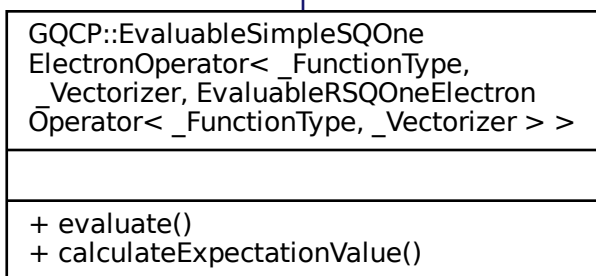 GQCP::EvaluableSimpleSQOne
ElectronOperator< _FunctionType,
_Vectorizer, EvaluableRSQOneElectron
Operator< _FunctionType, _Vectorizer > >
+ evaluate()
+ calculateExpectationValue()